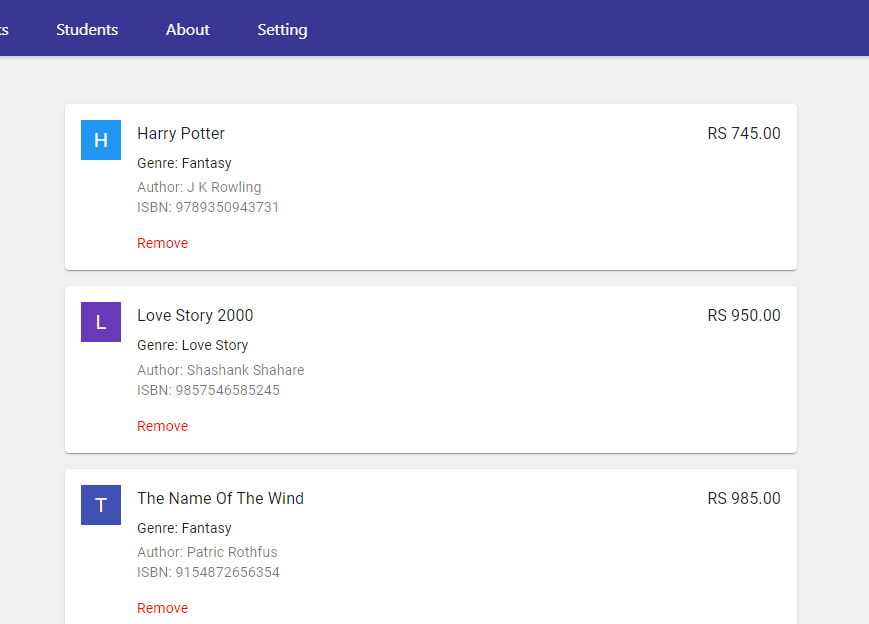 Students About Setting
H Harry Potter RS 745.00
Genre: Fantasy
Author: J K Rowling
ISBN: 9789350943731
Remove
L Love Story 2000 RS 950.00
Genre: Love Story
Author: Shashank Shahare
ISBN: 9857546585245
Remove
T The Name Of The Wind RS 985.00
Genre: Fantasy
Author: Patric Rothfus
ISBN: 9154872656354
Remove